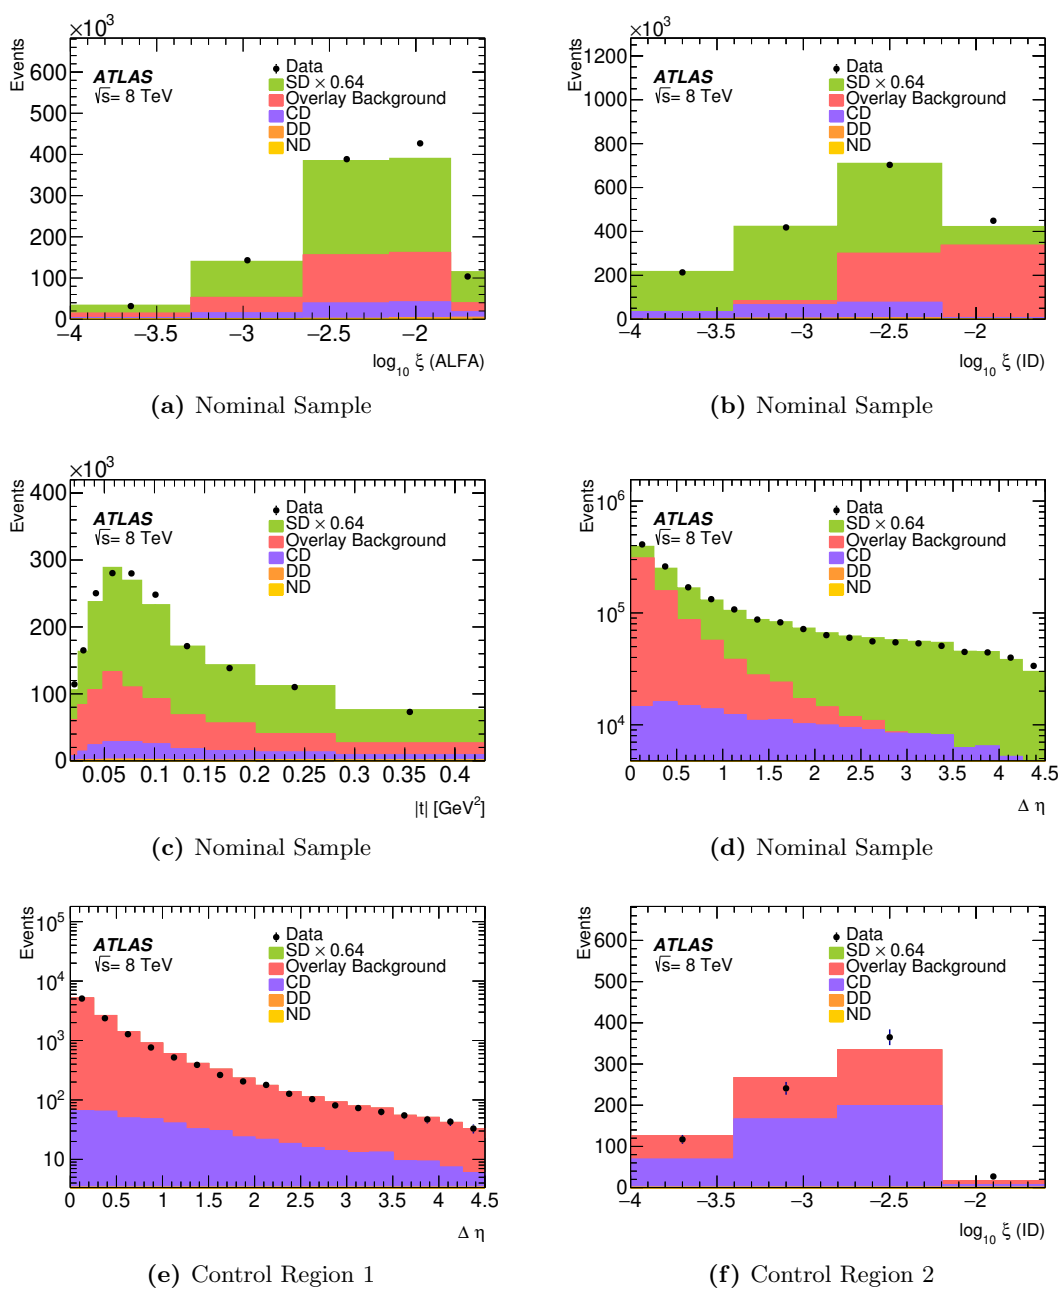 ×10³
Events
600
500
400
300
200
100
0
ATLAS
√s= 8 TeV
Data
SD × 0.64
Overlay Background
CD
DD
ND
−4 −3.5 −3 −2.5 −2
log₁₀ ξ (ALFA)
(a) Nominal Sample
×10³
Events
1200
1000
800
600
400
200
0
ATLAS
√s= 8 TeV
Data
SD × 0.64
Overlay Background
CD
DD
ND
−4 −3.5 −3 −2.5 −2
log₁₀ ξ (ID)
(b) Nominal Sample
×10³
Events
400
300
200
100
0
ATLAS
√s= 8 TeV
Data
SD × 0.64
Overlay Background
CD
DD
ND
0.05 0.1 0.15 0.2 0.25 0.3 0.35 0.4
|t| [GeV²]
(c) Nominal Sample
Events
10⁶
10⁵
10⁴
ATLAS
√s= 8 TeV
Data
SD × 0.64
Overlay Background
CD
DD
ND
0 0.5 1 1.5 2 2.5 3 3.5 4 4.5
Δ η
(d) Nominal Sample
Events
10⁵
10⁴
10³
10²
10
ATLAS
√s= 8 TeV
Data
SD × 0.64
Overlay Background
CD
DD
ND
0 0.5 1 1.5 2 2.5 3 3.5 4 4.5
Δ η
(e) Control Region 1
Events
600
500
400
300
200
100
0
ATLAS
√s= 8 TeV
Data
SD × 0.64
Overlay Background
CD
DD
ND
−4 −3.5 −3 −2.5 −2
log₁₀ ξ (ID)
(f) Control Region 2